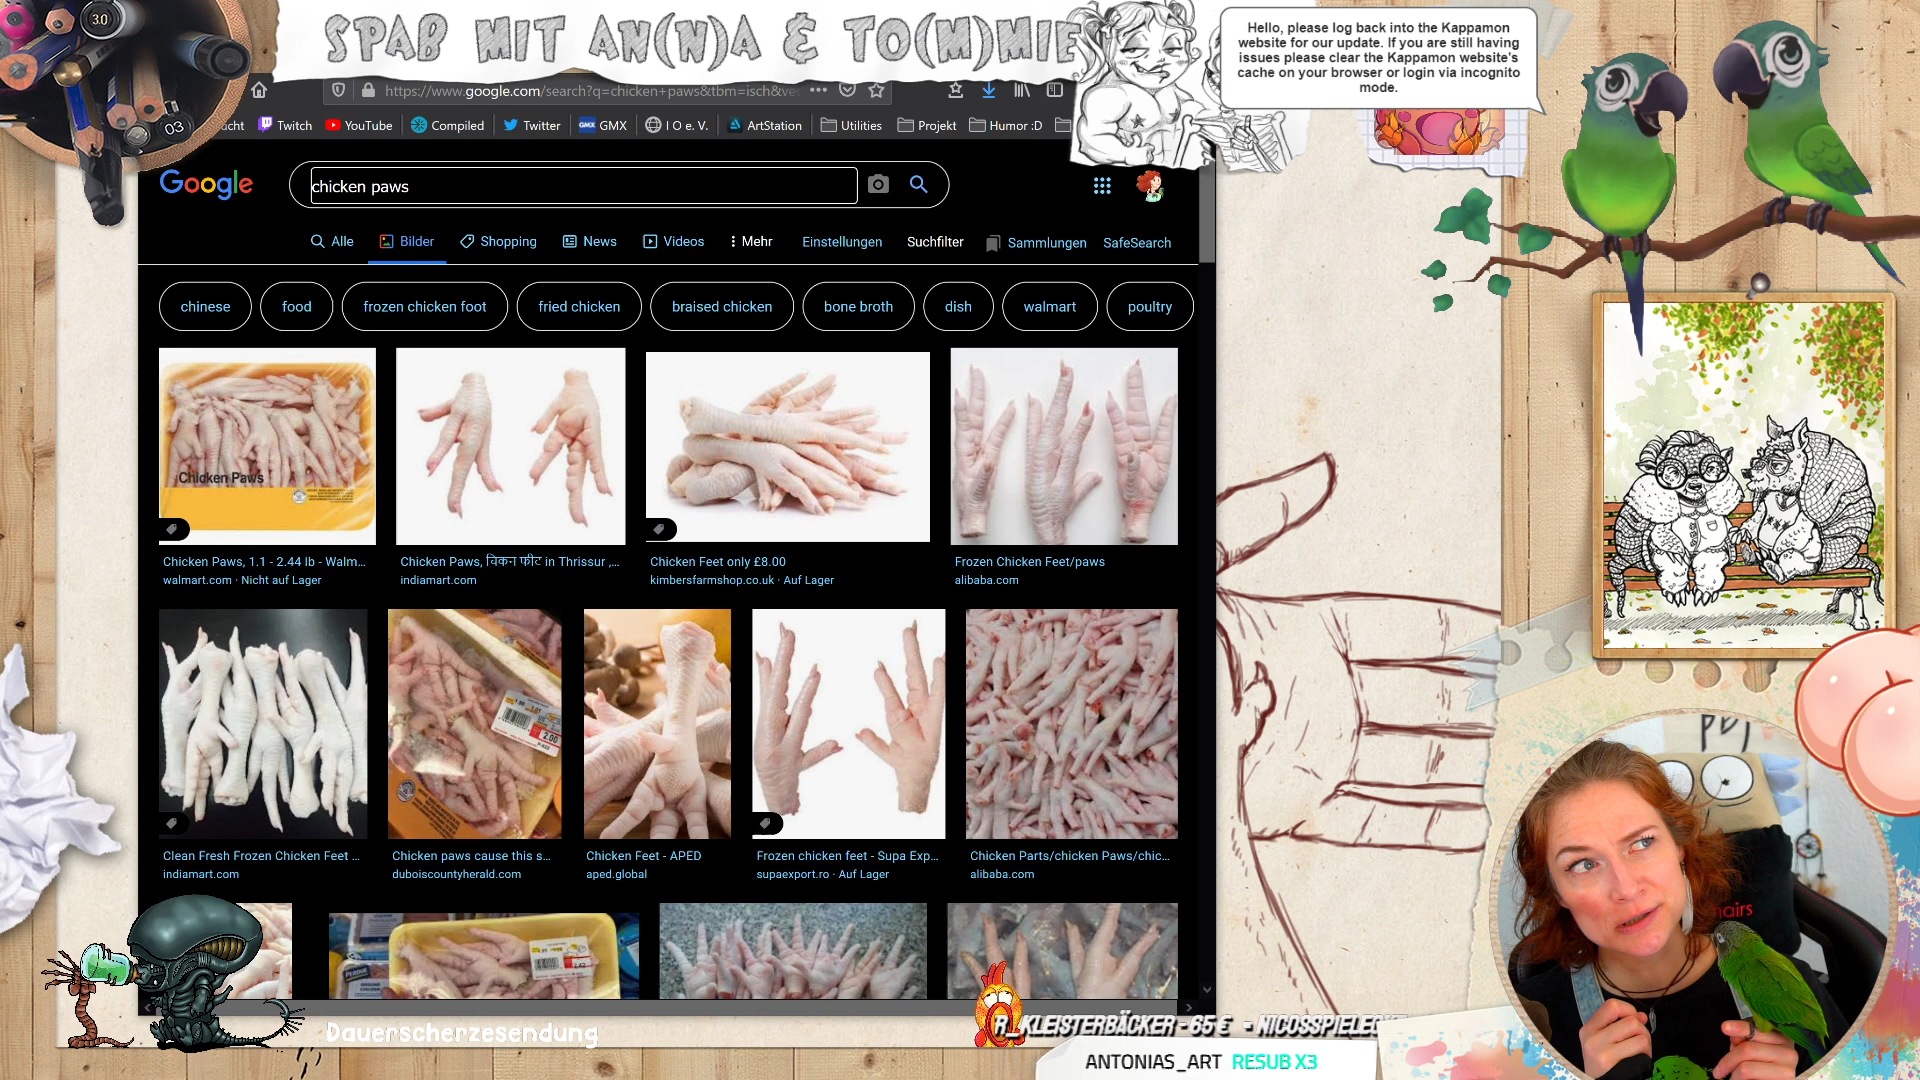 SPAß MIT AN(N)A & TO(M)MIE
Hello, please log back into the Kappamon
website for our update. If you are still having
issues please clear the Kappamon website's
cache on your browser or login via incognito
mode.
3.0
03
https://www.google.com/search?q=chicken+paws&tbm=isch&ve
Twitch YouTube Compiled Twitter GMX I O e. V. ArtStation Utilities Projekt Humor :D
Google
chicken paws
Alle Bilder Shopping News Videos Mehr Einstellungen Suchfilter Sammlungen SafeSearch
chinese food frozen chicken foot fried chicken braised chicken bone broth dish walmart poultry
Chicken Paws
Chicken Paws, 1.1 - 2.44 lb - Walm...
walmart.com · Nicht auf Lager
Chicken Paws, चिकन फीट in Thrissur ,...
indiamart.com
Chicken Feet only £8.00
kimbersfarmshop.co.uk · Auf Lager
Frozen Chicken Feet/paws
alibaba.com
2.00
Clean Fresh Frozen Chicken Feet ...
indiamart.com
Chicken paws cause this s...
duboiscountyherald.com
Chicken Feet - APED
aped.global
Frozen chicken feet - Supa Exp...
supaexport.ro · Auf Lager
Chicken Parts/chicken Paws/chic...
alibaba.com
PERDUE
Dauerscherzesendung
R_KLEISTERBÄCKER - 65 € - NICOSSPIELECKE
ANTONIAS_ART RESUB X3